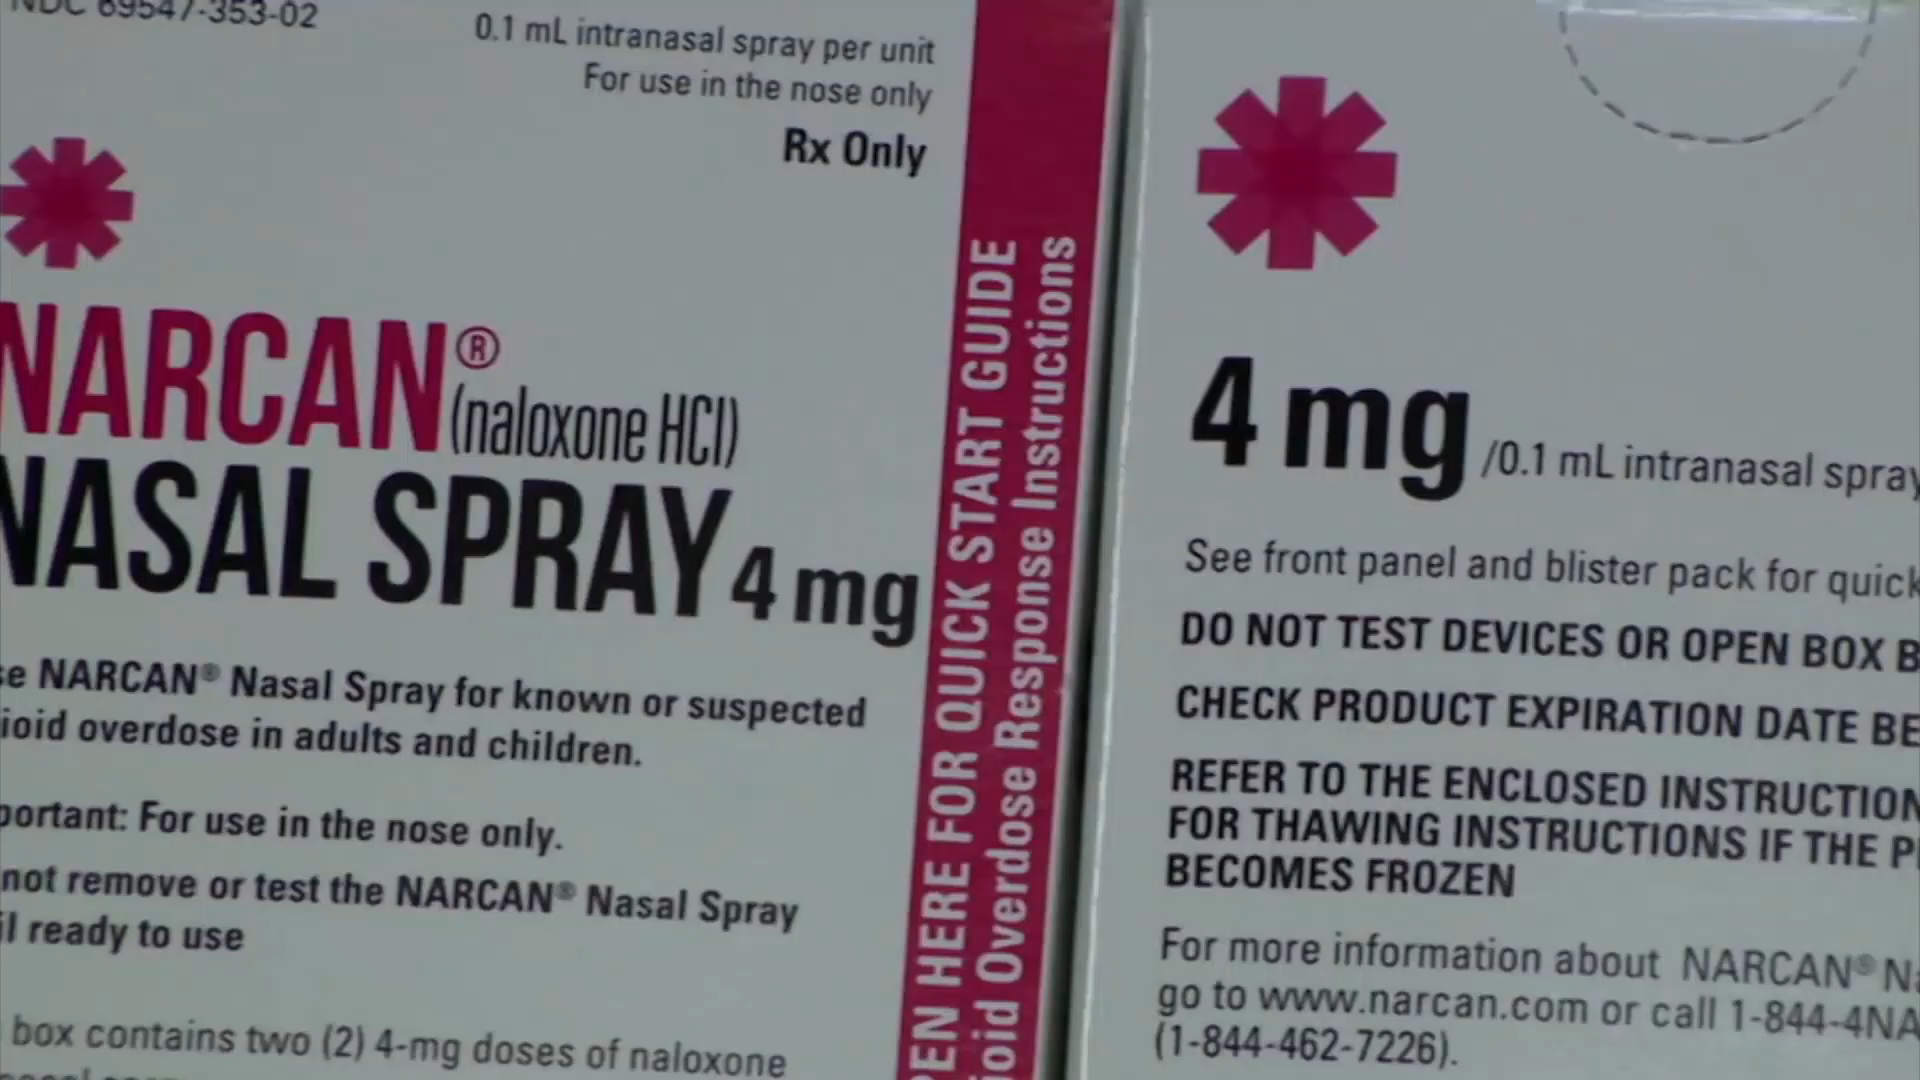 NDC 69547-353-02
0.1 mL intranasal spray per unit
For use in the nose only
Rx Only
NARCAN®
(naloxone HCl)
NASAL SPRAY 4 mg
NARCAN® Nasal Spray for known or suspected
overdose in adults and children.
For use in the nose only.
not remove or test the NARCAN® Nasal Spray
ready to use
box contains two (2) 4-mg doses of naloxone
HERE FOR QUICK START GUIDE
Overdose Response Instructions
4 mg /0.1 mL intranasal spray
See front panel and blister pack for quick
DO NOT TEST DEVICES OR OPEN BOX
CHECK PRODUCT EXPIRATION DATE
REFER TO THE ENCLOSED
FOR THAWING INSTRUCTIONS IF THE
BECOMES FROZEN
For more information about NARCAN®
go to www.narcan.com or call 1-844-4NA
(1-844-462-7226).